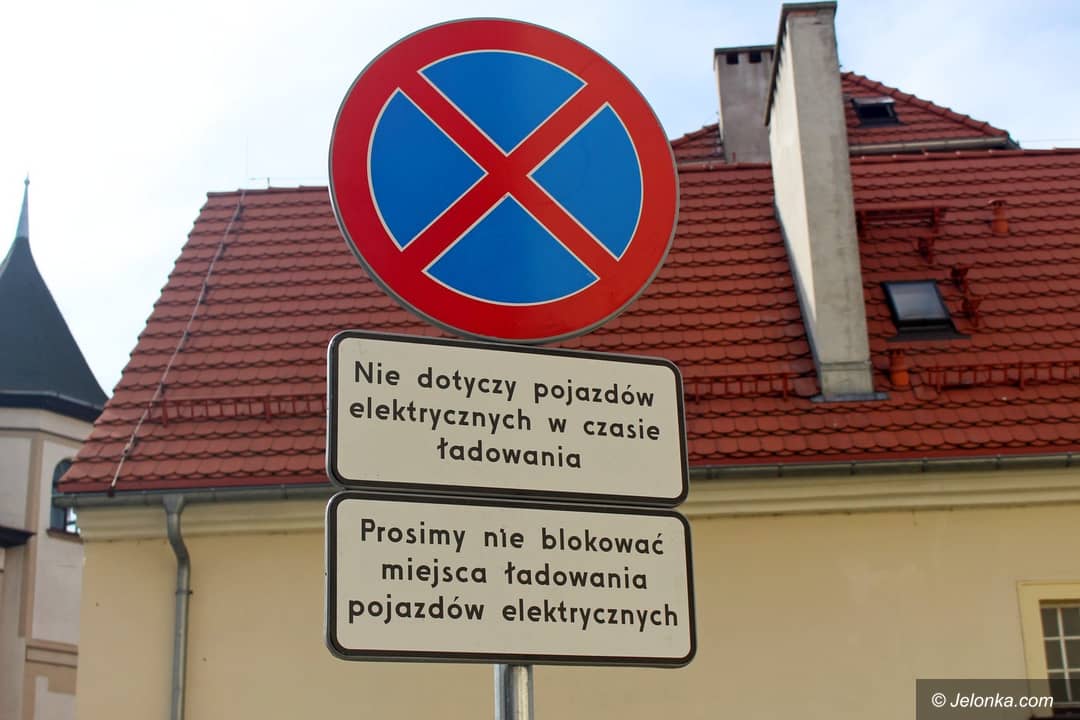 Nie dotyczy pojazdów
elektrycznych w czasie
ładowania
Prosimy nie blokować
miejsca ładowania
pojazdów elektrycznych
© Jelonka.com